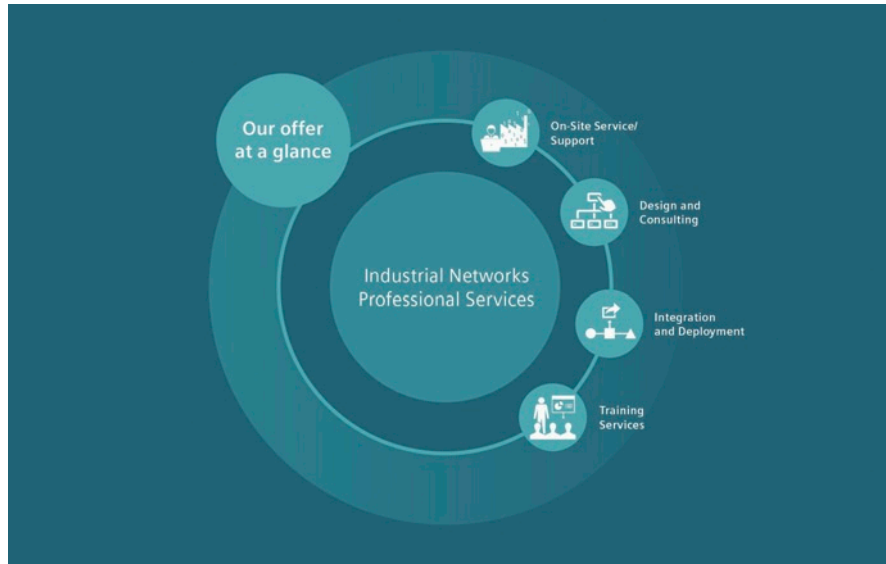 Our offer
at a glance
On-Site Service/
Support
Design and
Consulting
Industrial Networks
Professional Services
Integration
and Deployment
Training
Services